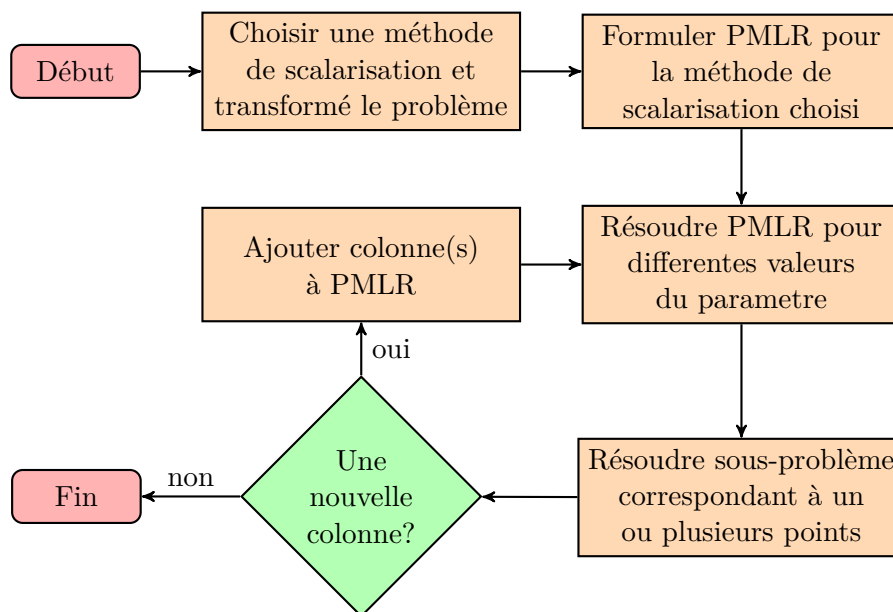 Début
Choisir une méthode
de scalarisation et
transformé le problème
Formuler PMLR pour
la méthode de
scalarisation choisi
Résoudre PMLR pour
differentes valeurs
du parametre
Ajouter colonne(s)
à PMLR
oui
Résoudre sous-problème
correspondant à un
ou plusieurs points
Une
nouvelle
colonne?
non
Fin